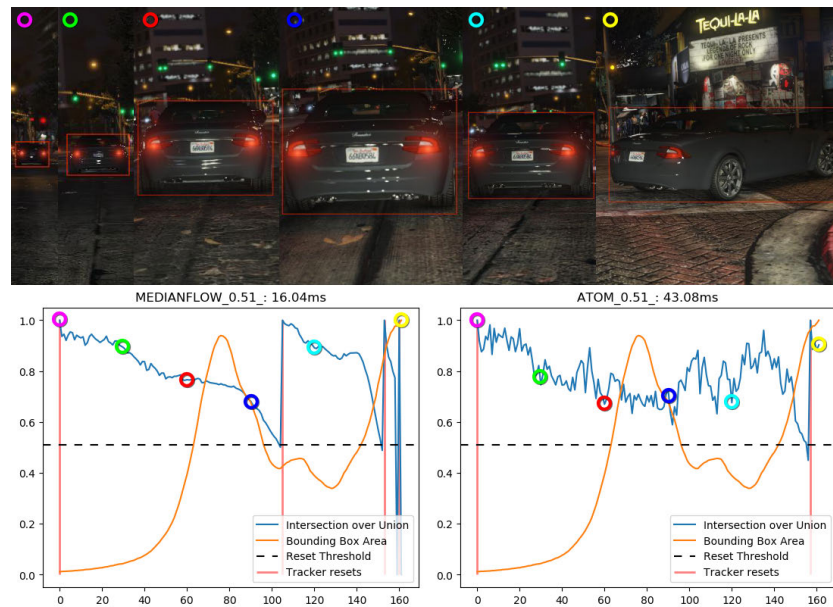 TEQUI-LA-LA
MEDIANFLOW_0.51_: 16.04ms
1.0
0.8
0.6
0.4
0.2
0.0
Intersection over Union
Bounding Box Area
Reset Threshold
Tracker resets
0 20 40 60 80 100 120 140 160
ATOM_0.51_: 43.08ms
1.0
0.8
0.6
0.4
0.2
0.0
Intersection over Union
Bounding Box Area
Reset Threshold
Tracker resets
0 20 40 60 80 100 120 140 160